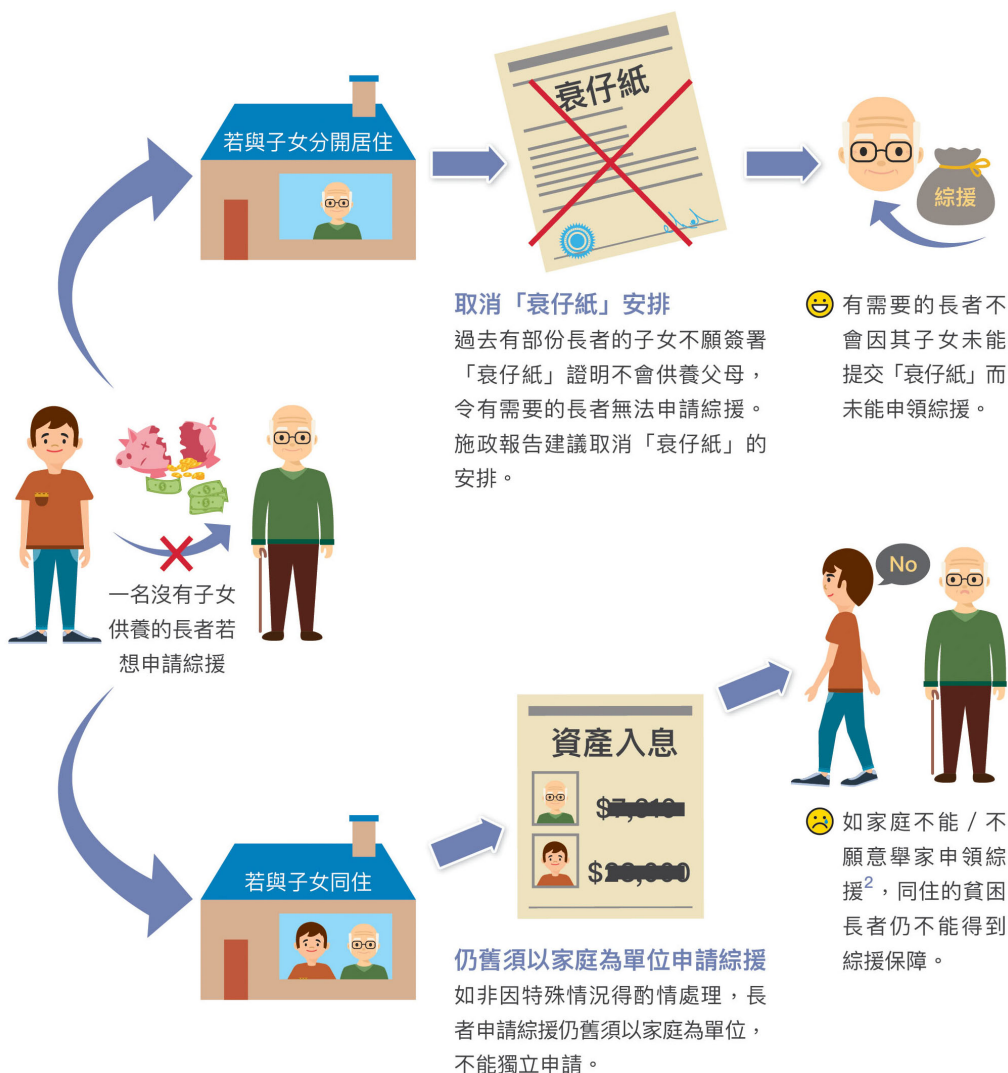 若與子女分開居住
衰仔紙
綜援
取消「衰仔紙」安排
過去有部份長者的子女不願簽署
「衰仔紙」證明不會供養父母，
令有需要的長者無法申請綜援。
施政報告建議取消「衰仔紙」的
安排。
有需要的長者不
會因其子女未能
提交「衰仔紙」而
未能申領綜援。
一名沒有子女
供養的長者若
想申請綜援
No
若與子女同住
資產入息
仍舊須以家庭為單位申請綜援
如非因特殊情況得酌情處理，長
者申請綜援仍舊須以家庭為單位，
不能獨立申請。
如家庭不能／不
願意舉家申領綜
援2，同住的貧困
長者仍不能得到
綜援保障。